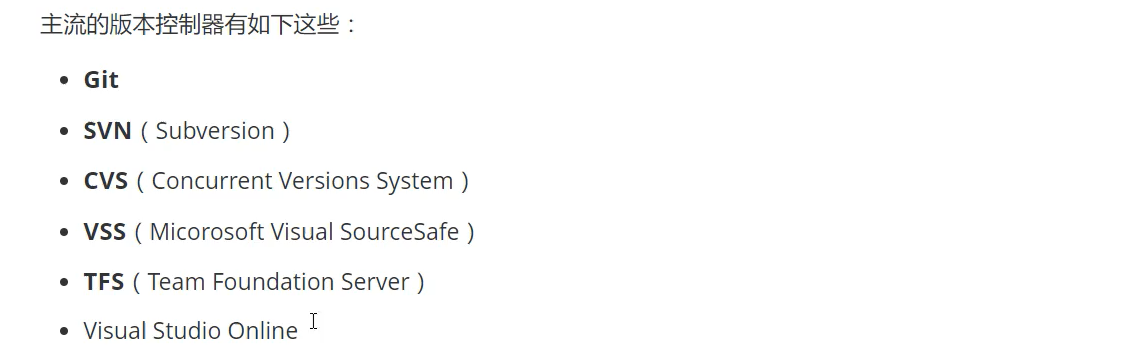 主流的版本控制器有如下这些：
Git
SVN（Subversion）
CVS（Concurrent Versions System）
VSS（Micorosoft Visual SourceSafe）
TFS（Team Foundation Server）
Visual Studio Online